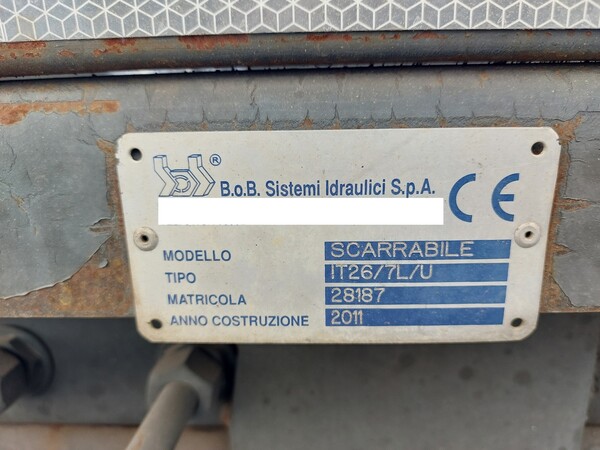 ® B.o.B. Sistemi Idraulici S.p.A.
CE
MODELLO SCARRABILE
TIPO IT26/7L/U
MATRICOLA 28187
ANNO COSTRUZIONE 2011